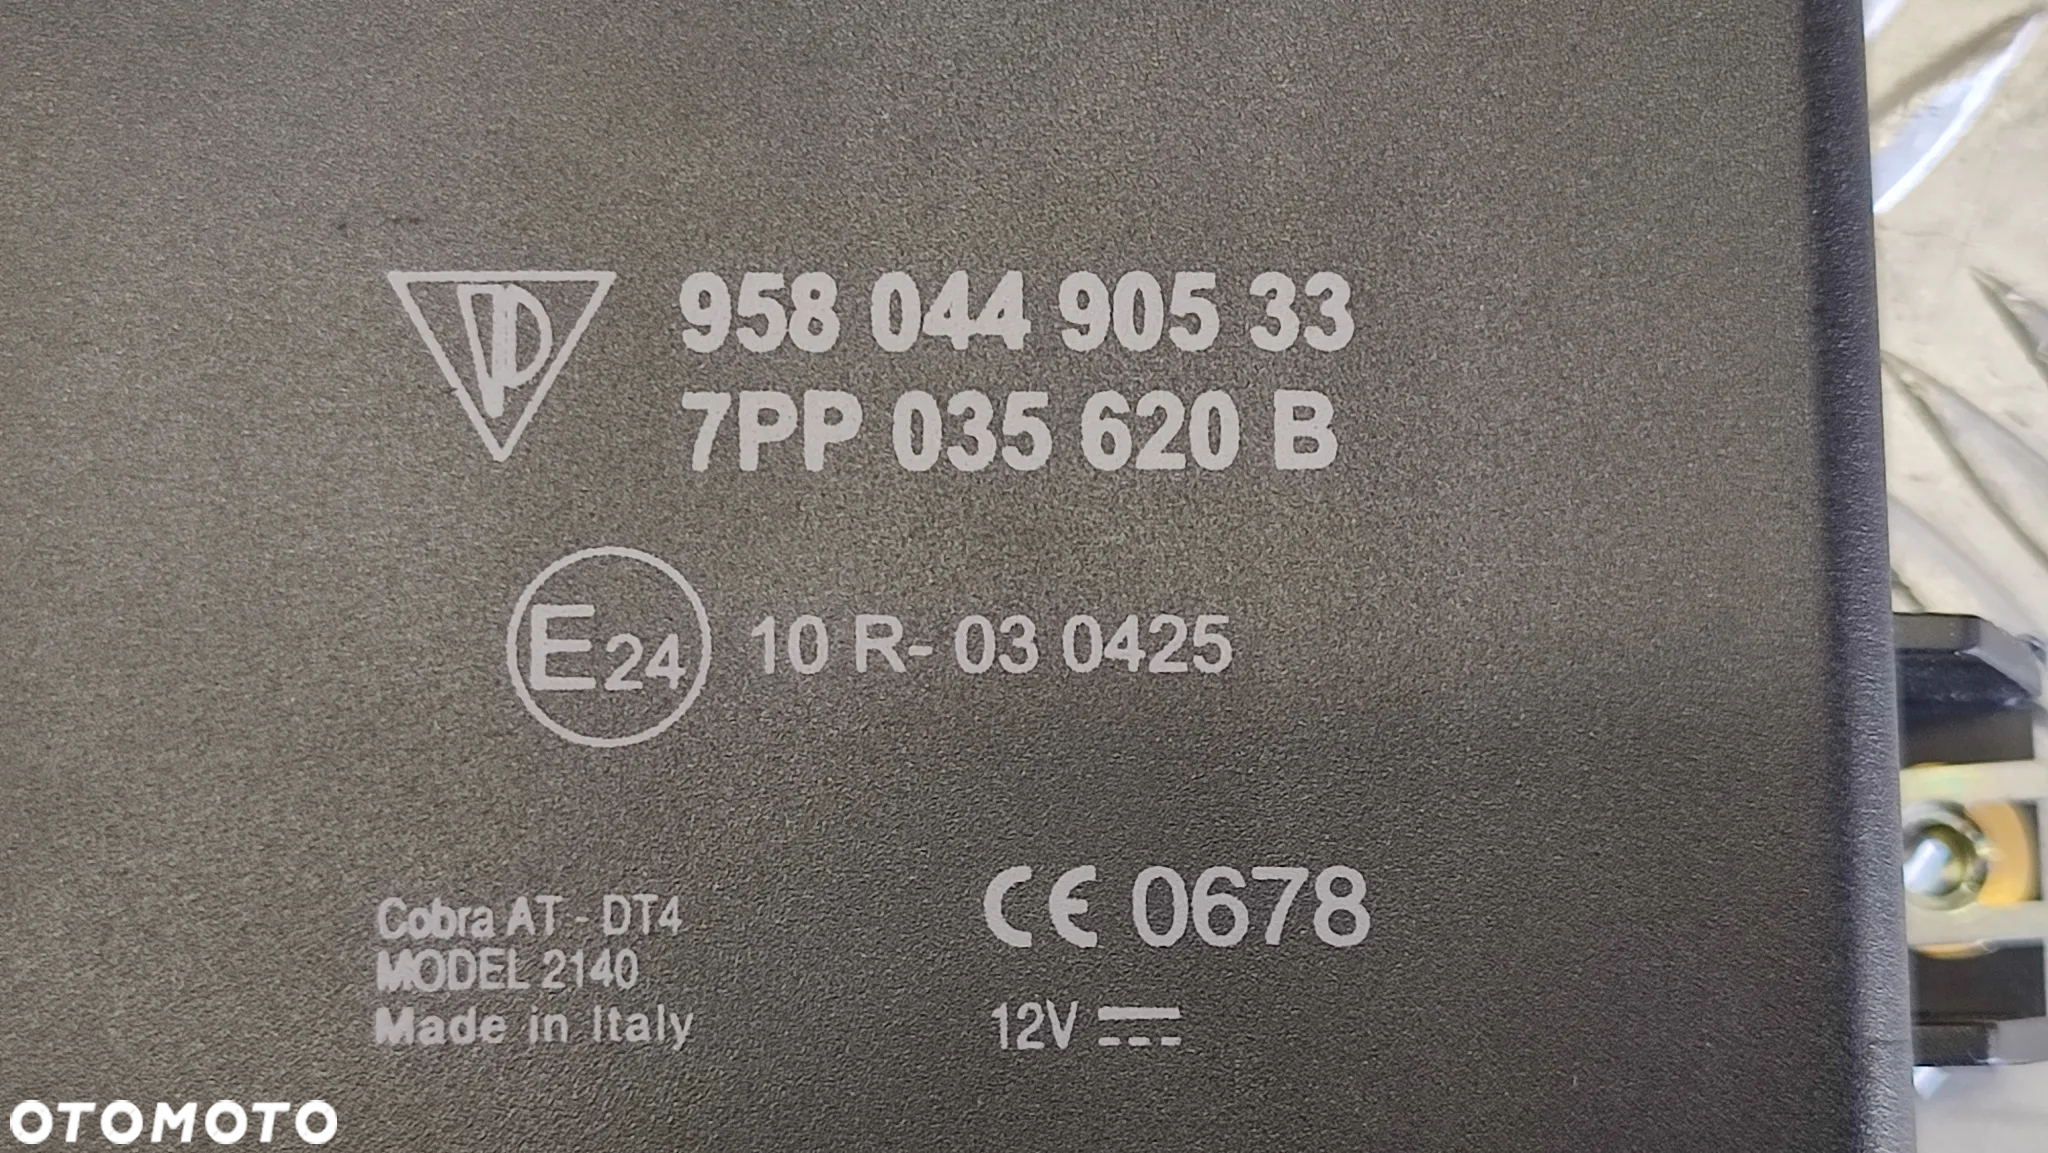 958 044 905 33
7PP 035 620 B
E24 10 R- 03 0425
Cobra AT - DT4
MODEL 2140
Made in Italy
CE 0678
12V
OTOMOTO